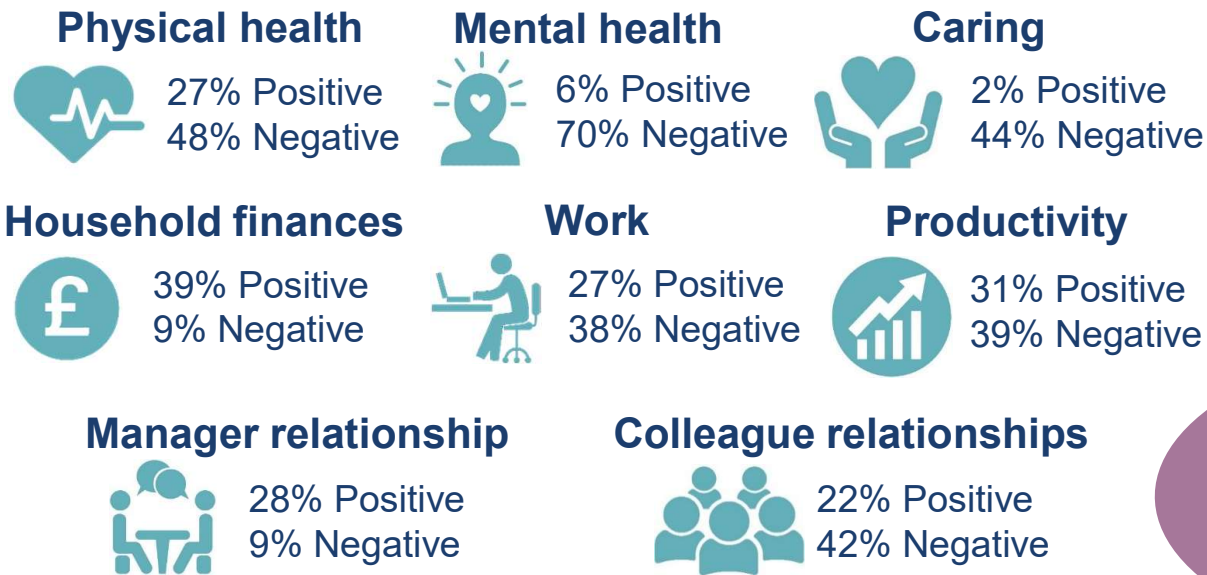 Physical health
27% Positive
48% Negative
Mental health
6% Positive
70% Negative
Caring
2% Positive
44% Negative
Household finances
£
39% Positive
9% Negative
Work
27% Positive
38% Negative
Productivity
31% Positive
39% Negative
Manager relationship
28% Positive
9% Negative
Colleague relationships
22% Positive
42% Negative